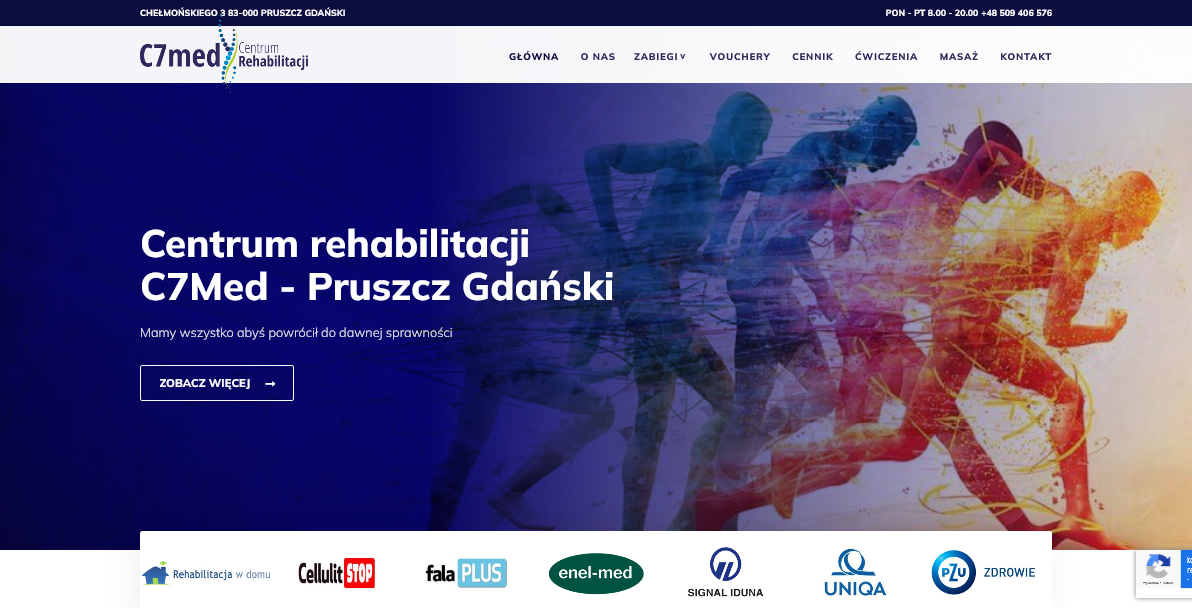 CHEŁMOŃSKIEGO 3 83-000 PRUSZCZ GDAŃSKI
PON - PT 8.00 - 20.00 +48 509 406 576
C7med Centrum Rehabilitacji
GŁÓWNA O NAS ZABIEGI VOUCHERY CENNIK ĆWICZENIA MASAŻ KONTAKT
Centrum rehabilitacji
C7Med - Pruszcz Gdański
Mamy wszystko abyś powrócił do dawnej sprawności
ZOBACZ WIĘCEJ
Rehabilitacja w domu
Cellulit STOP
fala PLUS
enel-med
SIGNAL IDUNA
UNIQA
PZU ZDROWIE